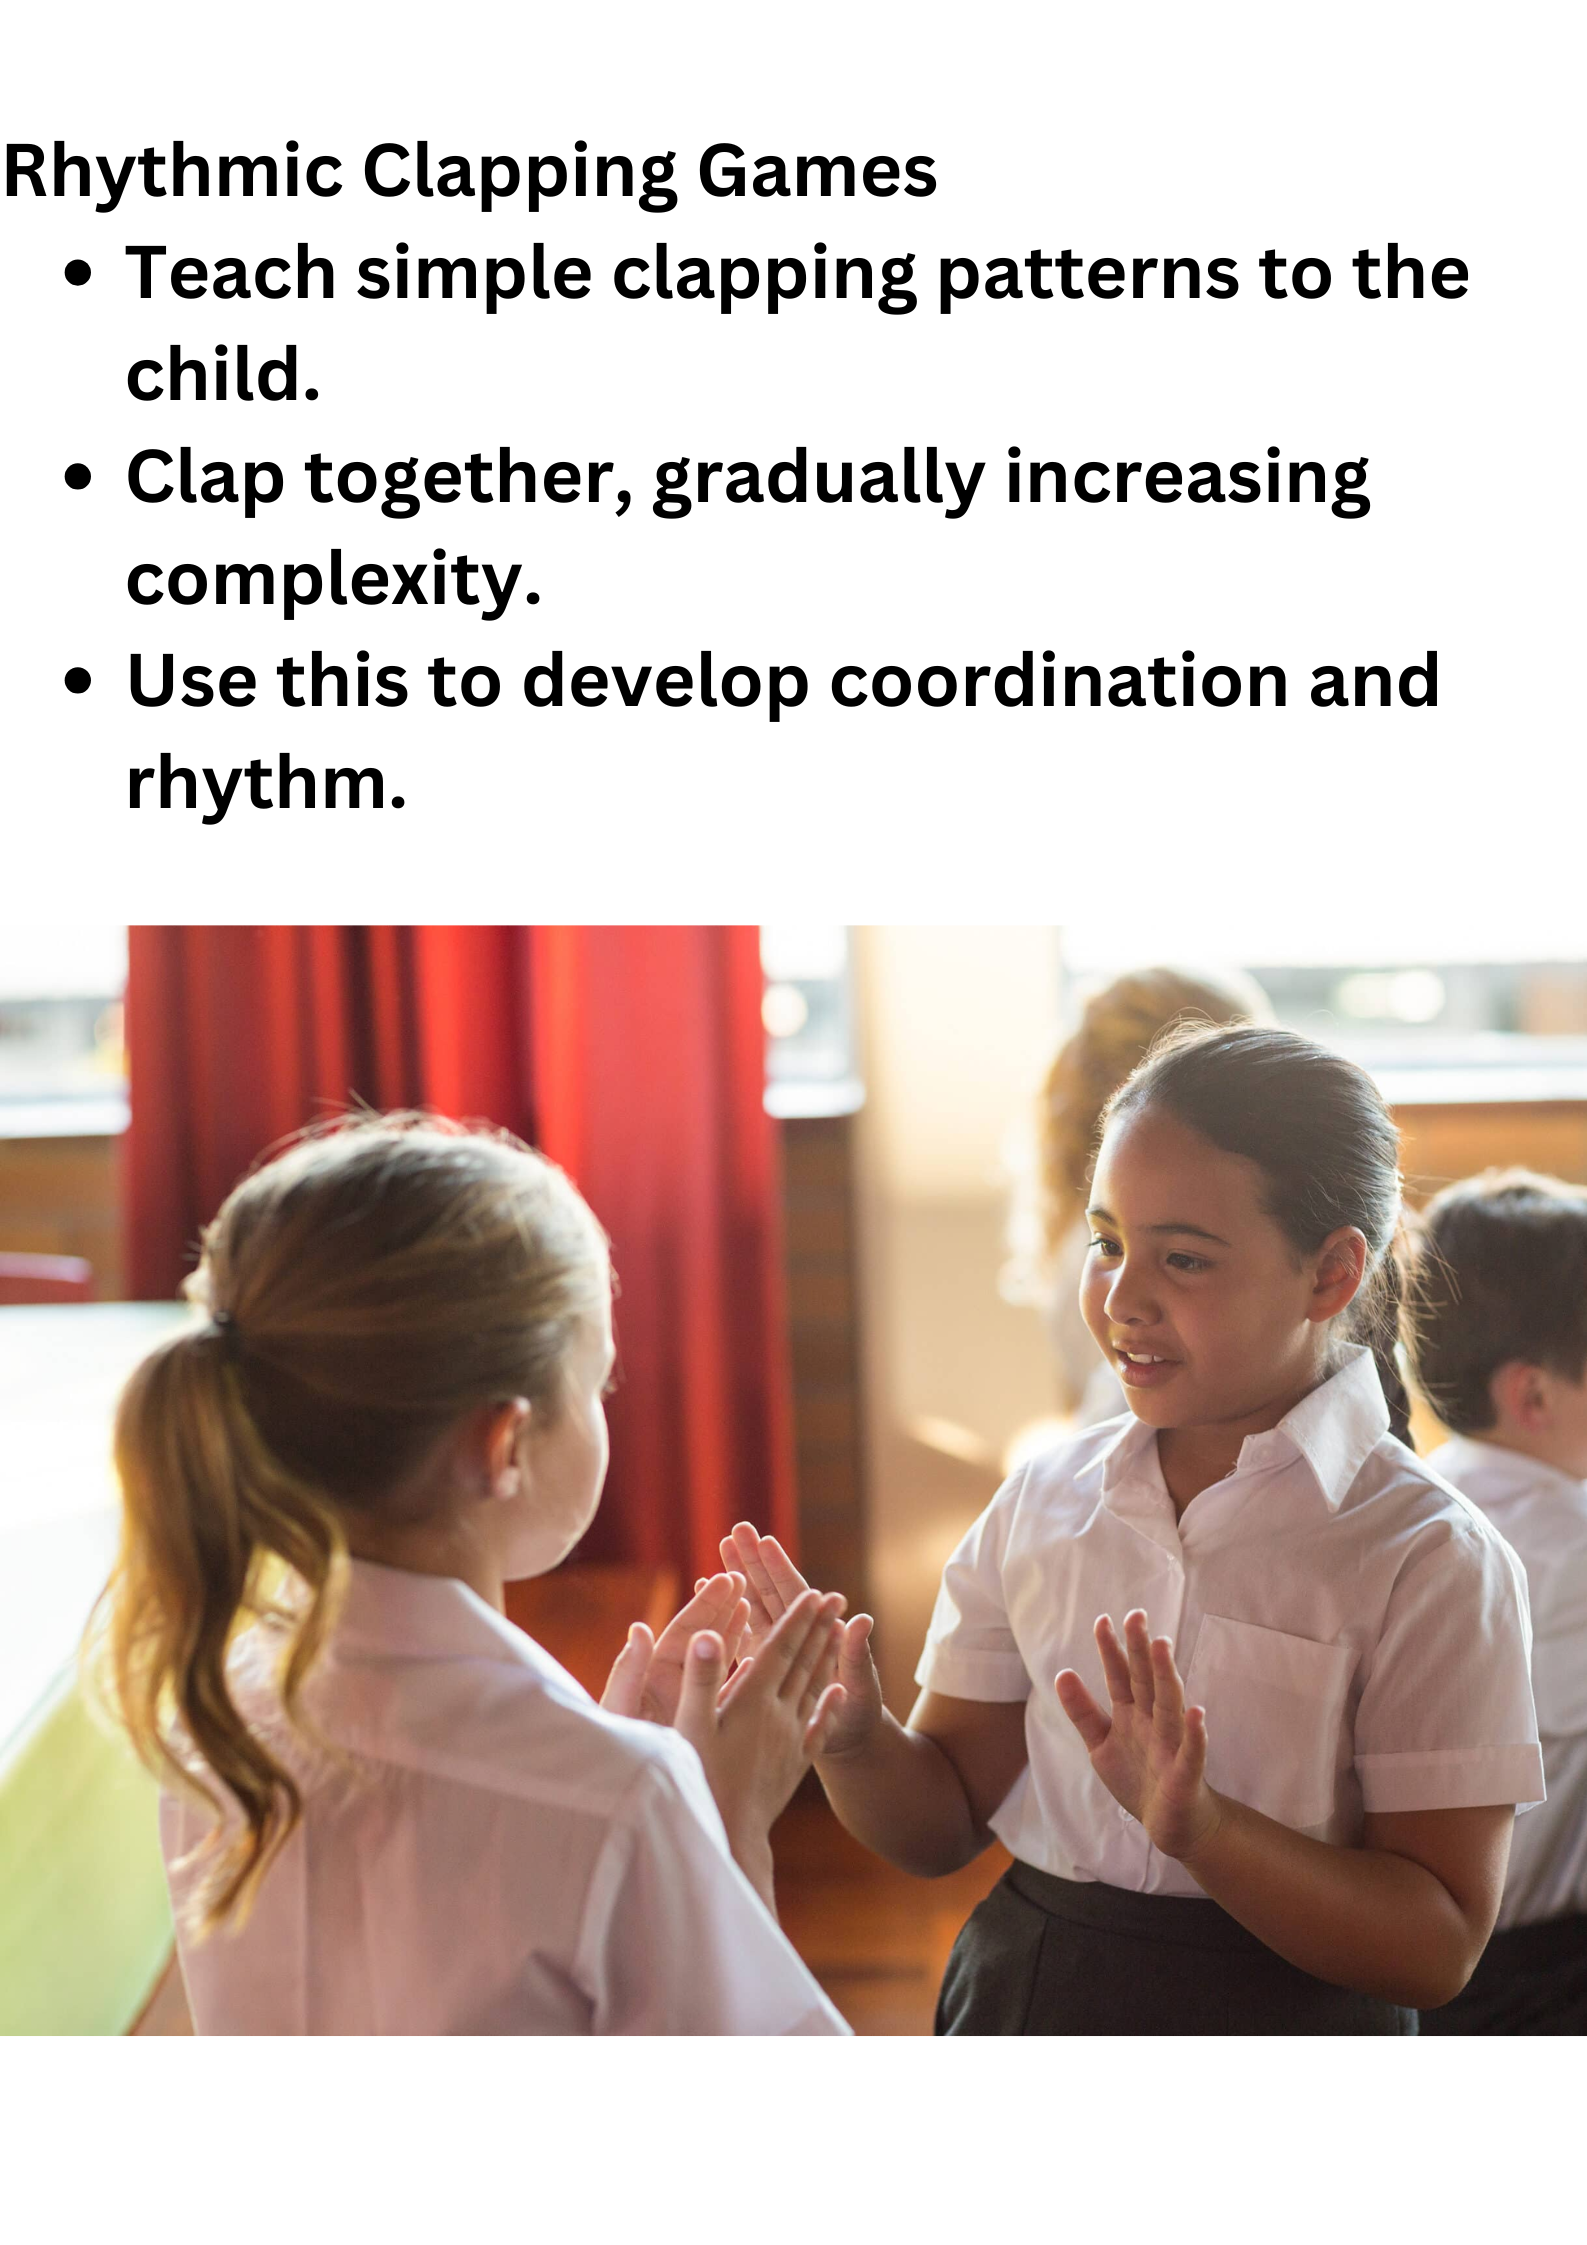 Rhythmic Clapping Games
• Teach simple clapping patterns to the
child.
• Clap together, gradually increasing
complexity.
• Use this to develop coordination and
rhythm.